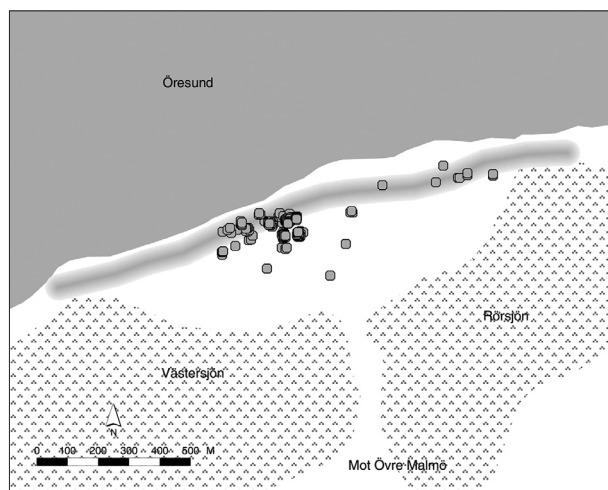 Öresund
Rörsjön
Västersjön
N
0 100 200 300 400 500 M
Mot Övre Malmö